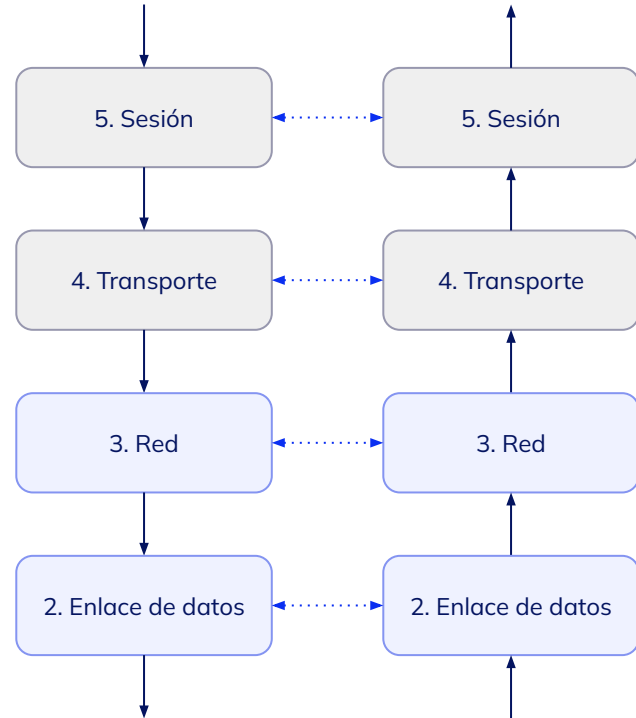 5. Sesión
5. Sesión
4. Transporte
4. Transporte
3. Red
3. Red
2. Enlace de datos
2. Enlace de datos